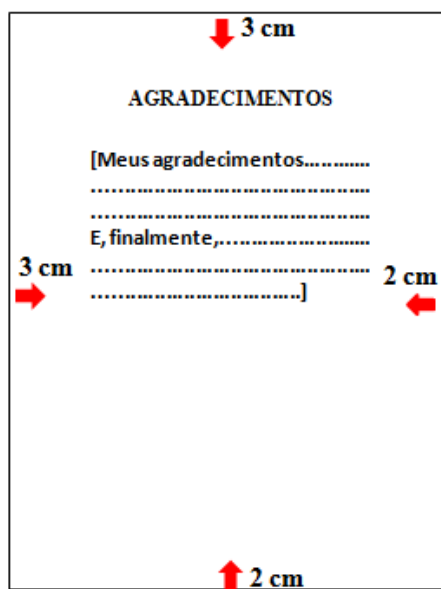 3 cm
AGRADECIMENTOS
[Meus agradecimentos............
................................................
................................................
E, finalmente,..........................
3 cm
................................................
2 cm
....................................]
2 cm